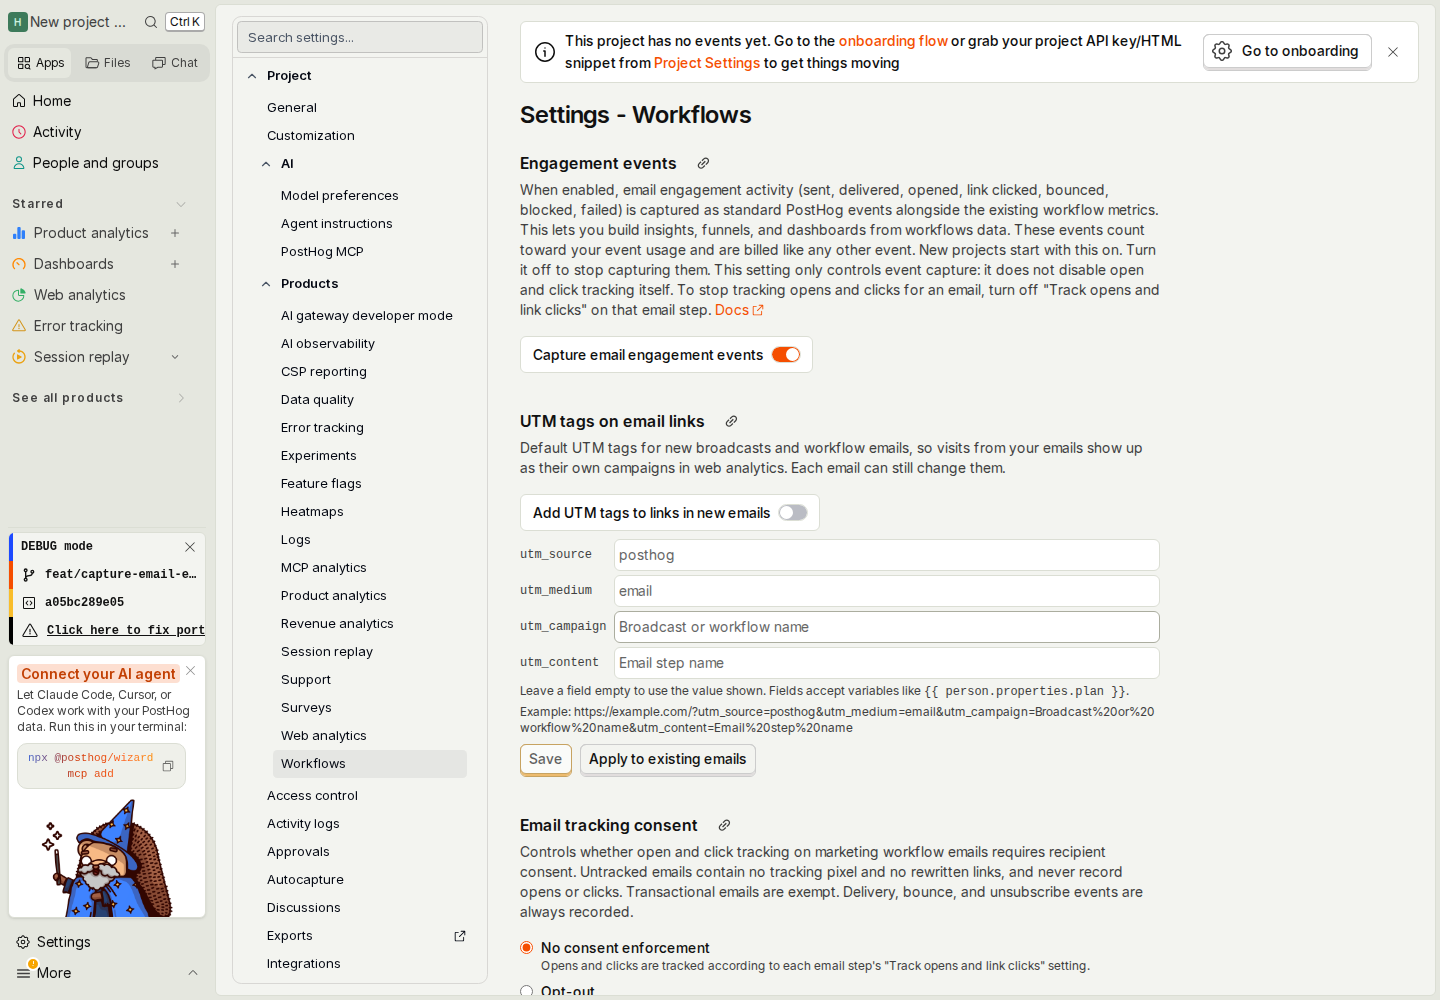 H New project ... Ctrl K
Apps Files Chat
Home
Activity
People and groups
Starred
Product analytics
Dashboards
Web analytics
Error tracking
Session replay
See all products
DEBUG mode
feat/capture-email-e...
a05bc289e05
Click here to fix port
Connect your AI agent
Let Claude Code, Cursor, or
Codex work with your PostHog
data. Run this in your terminal:
npx @posthog/wizard
mcp add
Settings
More
Search settings...
Project
General
Customization
AI
Model preferences
Agent instructions
PostHog MCP
Products
AI gateway developer mode
AI observability
CSP reporting
Data quality
Error tracking
Experiments
Feature flags
Heatmaps
Logs
MCP analytics
Product analytics
Revenue analytics
Session replay
Support
Surveys
Web analytics
Workflows
Access control
Activity logs
Approvals
Autocapture
Discussions
Exports
Integrations
This project has no events yet. Go to the onboarding flow or grab your project API key/HTML
snippet from Project Settings to get things moving
Go to onboarding
Settings - Workflows
Engagement events
When enabled, email engagement activity (sent, delivered, opened, link clicked, bounced,
blocked, failed) is captured as standard PostHog events alongside the existing workflow metrics.
This lets you build insights, funnels, and dashboards from workflows data. These events count
toward your event usage and are billed like any other event. New projects start with this on. Turn
it off to stop capturing them. This setting only controls event capture: it does not disable open
and click tracking itself. To stop tracking opens and clicks for an email, turn off "Track opens and
link clicks" on that email step. Docs
Capture email engagement events
UTM tags on email links
Default UTM tags for new broadcasts and workflow emails, so visits from your emails show up
as their own campaigns in web analytics. Each email can still change them.
Add UTM tags to links in new emails
utm_source posthog
utm_medium email
utm_campaign Broadcast or workflow name
utm_content Email step name
Leave a field empty to use the value shown. Fields accept variables like {{ person.properties.plan }}.
Example: https://example.com/?utm_source=posthog&utm_medium=email&utm_campaign=Broadcast%20or%20
workflow%20name&utm_content=Email%20step%20name
Save Apply to existing emails
Email tracking consent
Controls whether open and click tracking on marketing workflow emails requires recipient
consent. Untracked emails contain no tracking pixel and no rewritten links, and never record
opens or clicks. Transactional emails are exempt. Delivery, bounce, and unsubscribe events are
always recorded.
No consent enforcement
Opens and clicks are tracked according to each email step's "Track opens and link clicks" setting.
Opt-out